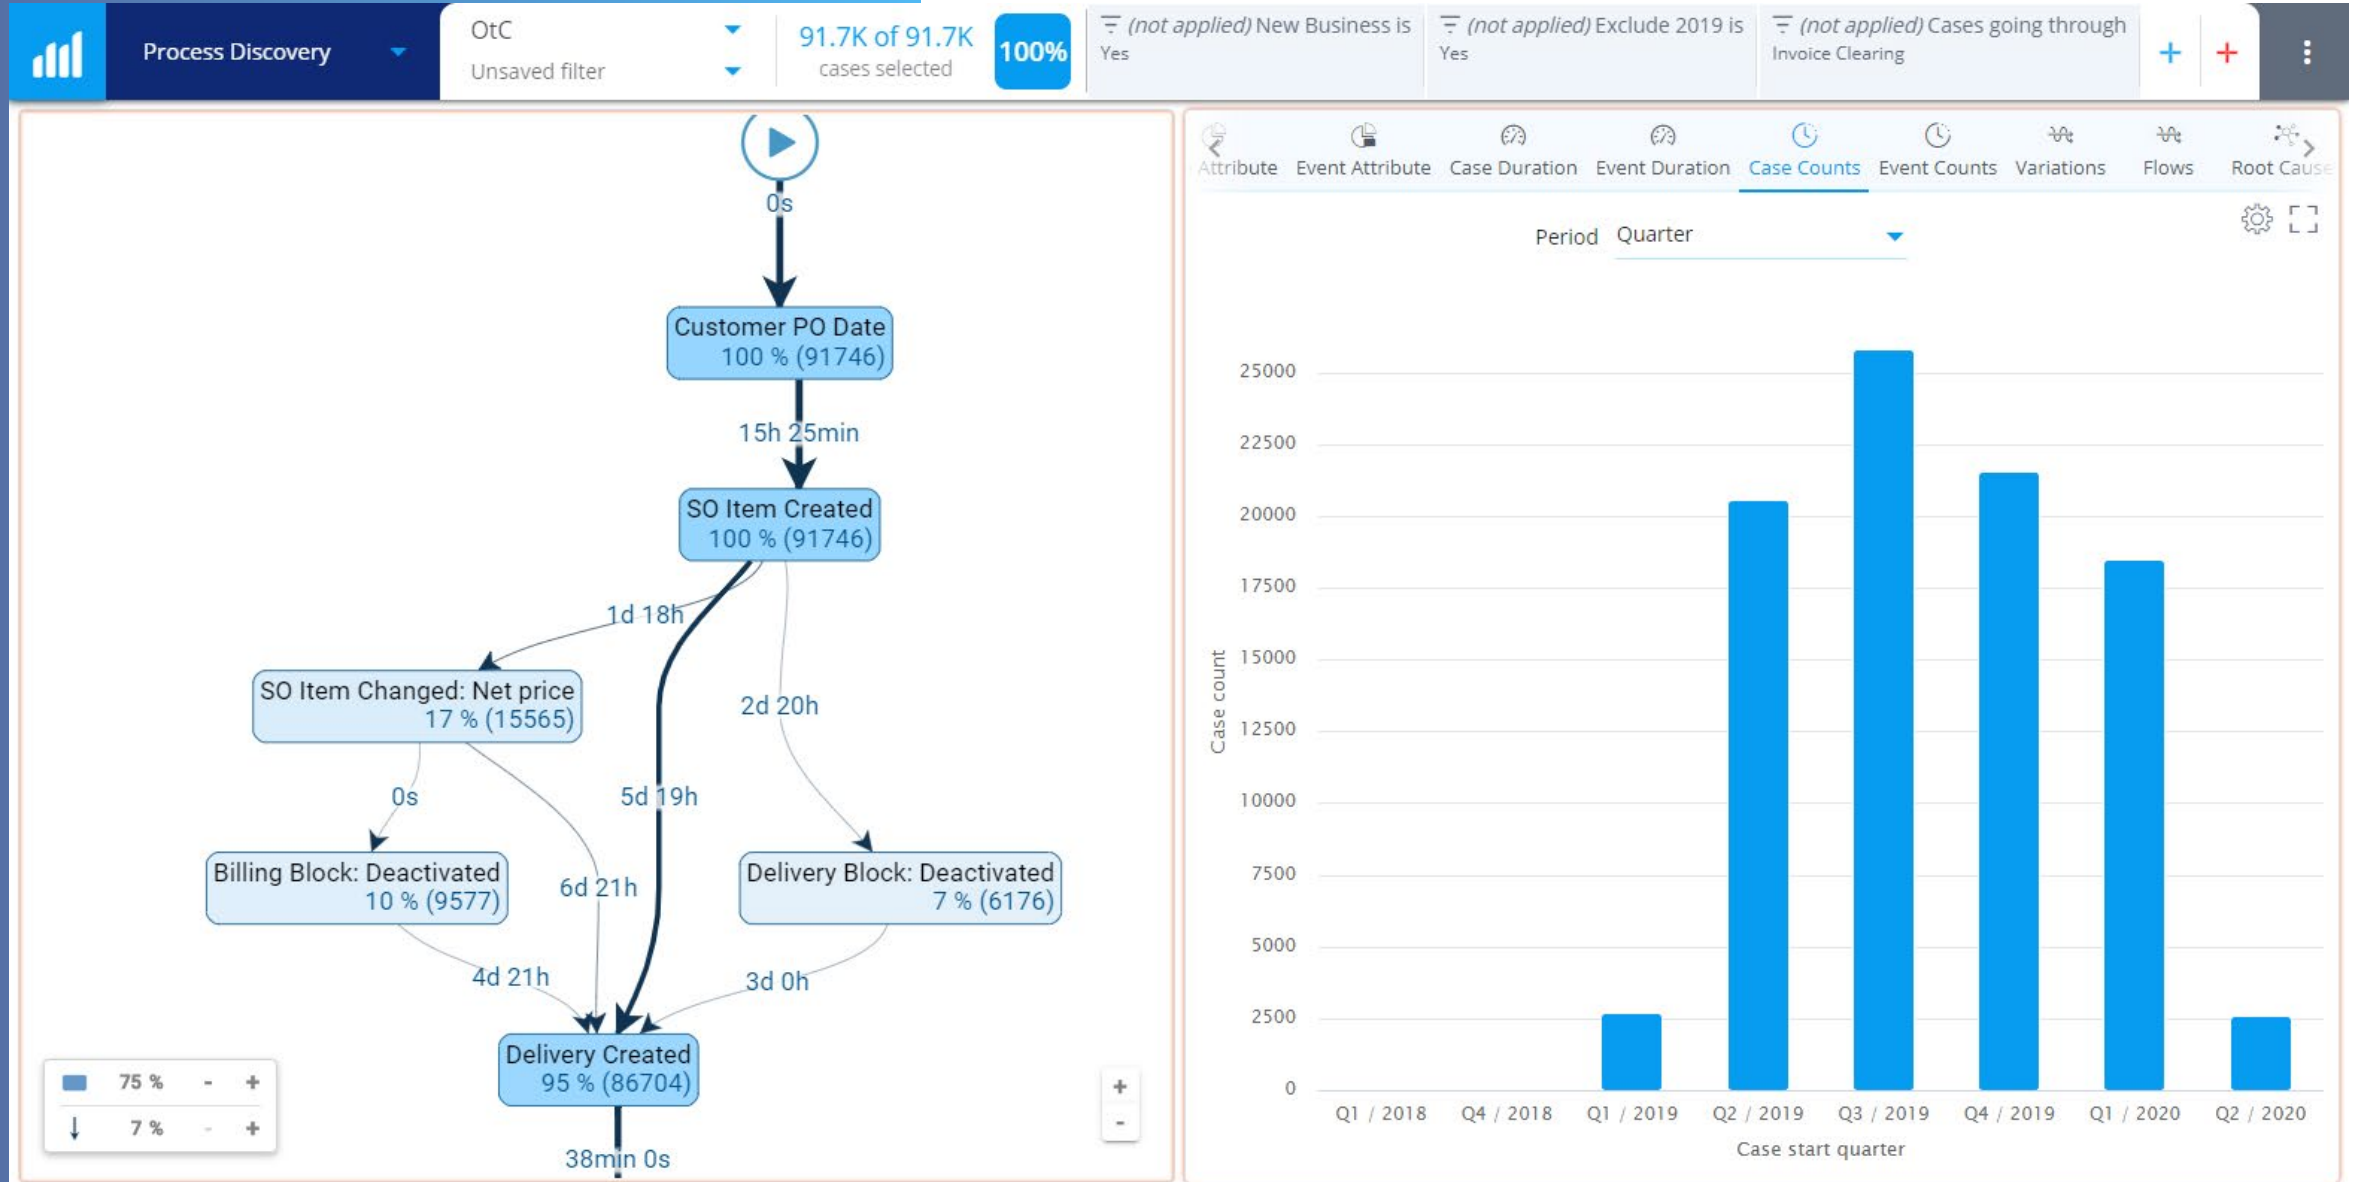 Process Discovery
OtC
Unsaved filter
91.7K of 91.7K
cases selected
100%
(not applied) New Business is
Yes
(not applied) Exclude 2019 is
Yes
(not applied) Cases going through
Invoice Clearing
0s
Customer PO Date
100 % (91746)
15h 25min
SO Item Created
100 % (91746)
1d 18h
SO Item Changed: Net price
17 % (15565)
2d 20h
0s
5d 19h
Billing Block: Deactivated
10 % (9577)
6d 21h
Delivery Block: Deactivated
7 % (6176)
4d 21h
3d 0h
Delivery Created
95 % (86704)
38min 0s
75 % - +
7 % - +
+
-
Attribute Event Attribute Case Duration Event Duration Case Counts Event Counts Variations Flows Root Cause
Period Quarter
Case count
25000
22500
20000
17500
15000
12500
10000
7500
5000
2500
0
Q1 / 2018 Q4 / 2018 Q1 / 2019 Q2 / 2019 Q3 / 2019 Q4 / 2019 Q1 / 2020 Q2 / 2020
Case start quarter